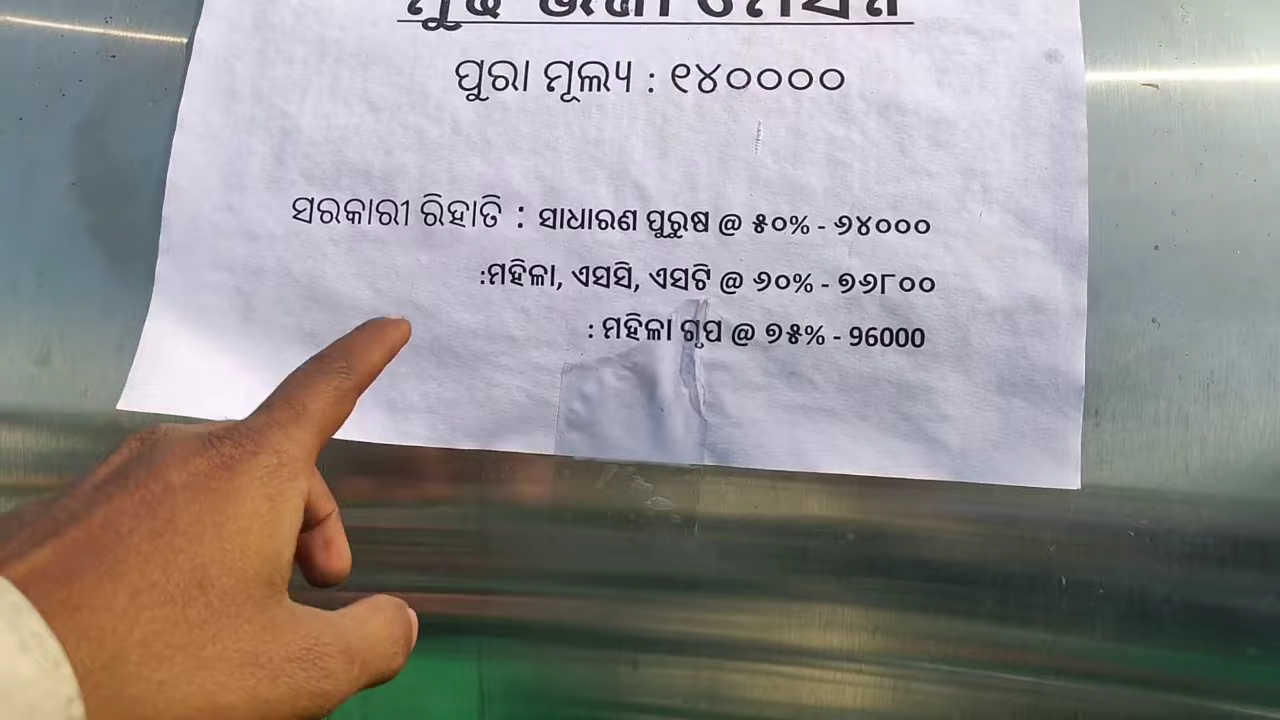 ପୁରା ମୂଲ୍ୟ : ୧୪୦୦୦୦
ସରକାରୀ ରିହାତି : ସାଧାରଣ ପୁରୁଷ @ ୫୦% - ୬୪୦୦୦
:ମହିଳା, ଏସସି, ଏସଟି @ ୬୦% - ୭୬୮୦୦
: ମହିଳା ଗୃପ @ ୭୫% - 96000